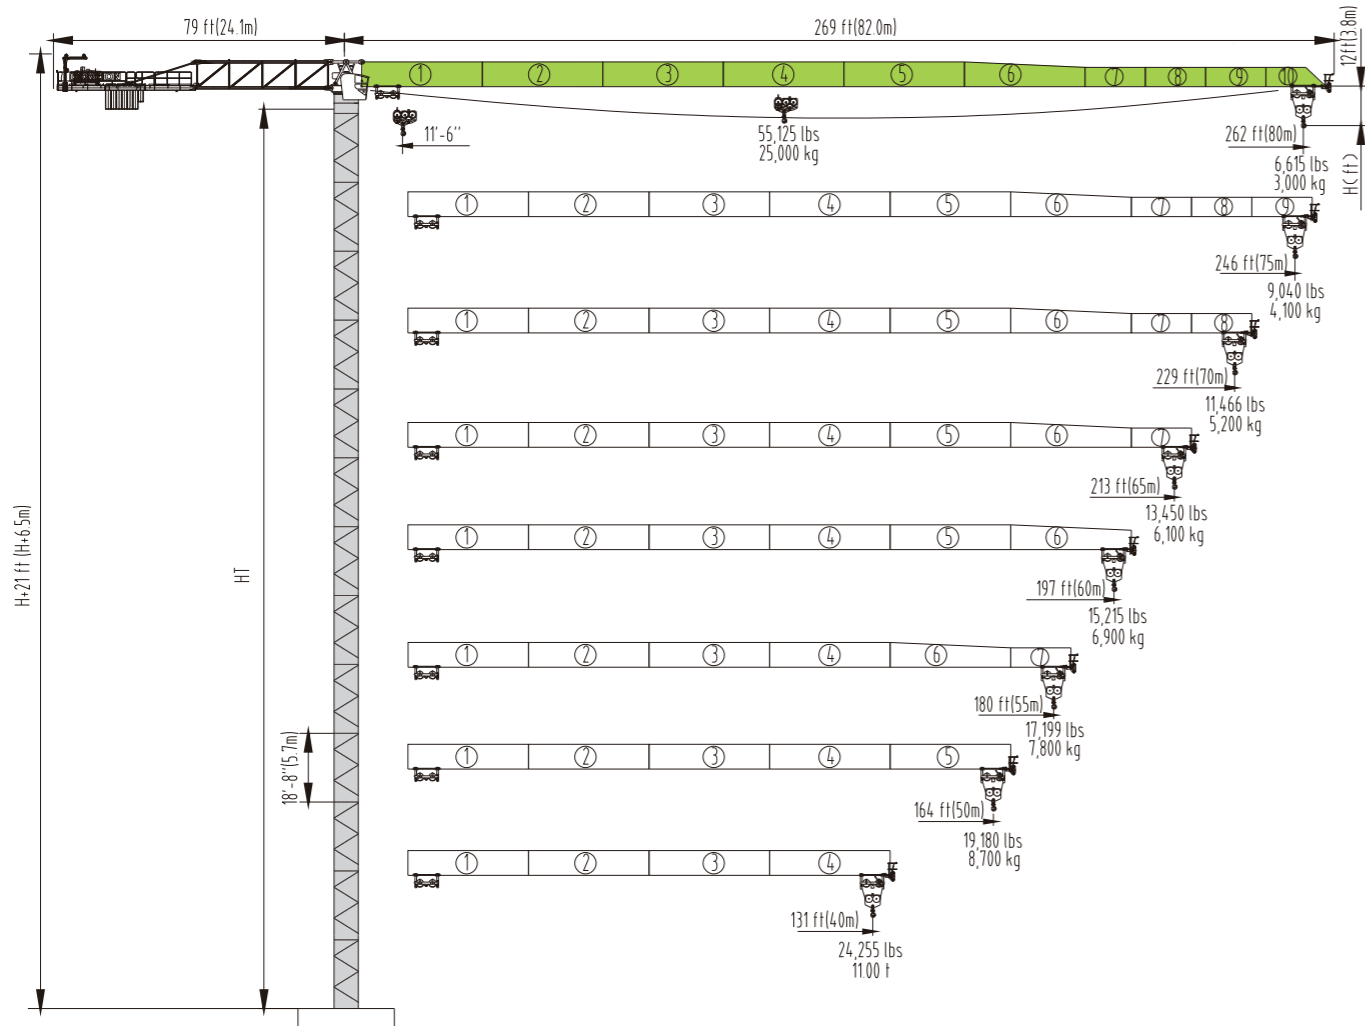 79 ft(24.1m)
269 ft(82.0m)
12ft(3.8m)
① ② ③ ④ ⑤ ⑥ ⑦ ⑧ ⑨ ⑩
11'-6''
55,125 lbs
25,000 kg
262 ft(80m)
6,615 lbs
3,000 kg
H(ft)
① ② ③ ④ ⑤ ⑥ ⑦ ⑧ ⑨
246 ft(75m)
9,040 lbs
4,100 kg
① ② ③ ④ ⑤ ⑥ ⑦ ⑧
229 ft(70m)
11,466 lbs
5,200 kg
① ② ③ ④ ⑤ ⑥ ⑦
213 ft(65m)
13,450 lbs
6,100 kg
H+21 ft (H+6.5m)
HT
① ② ③ ④ ⑤ ⑥
197 ft(60m)
15,215 lbs
6,900 kg
① ② ③ ④ ⑥ ⑦
180 ft(55m)
17,199 lbs
7,800 kg
18'-8''(5.7m)
① ② ③ ④ ⑤
164 ft(50m)
19,180 lbs
8,700 kg
① ② ③ ④
131 ft(40m)
24,255 lbs
11.00 t